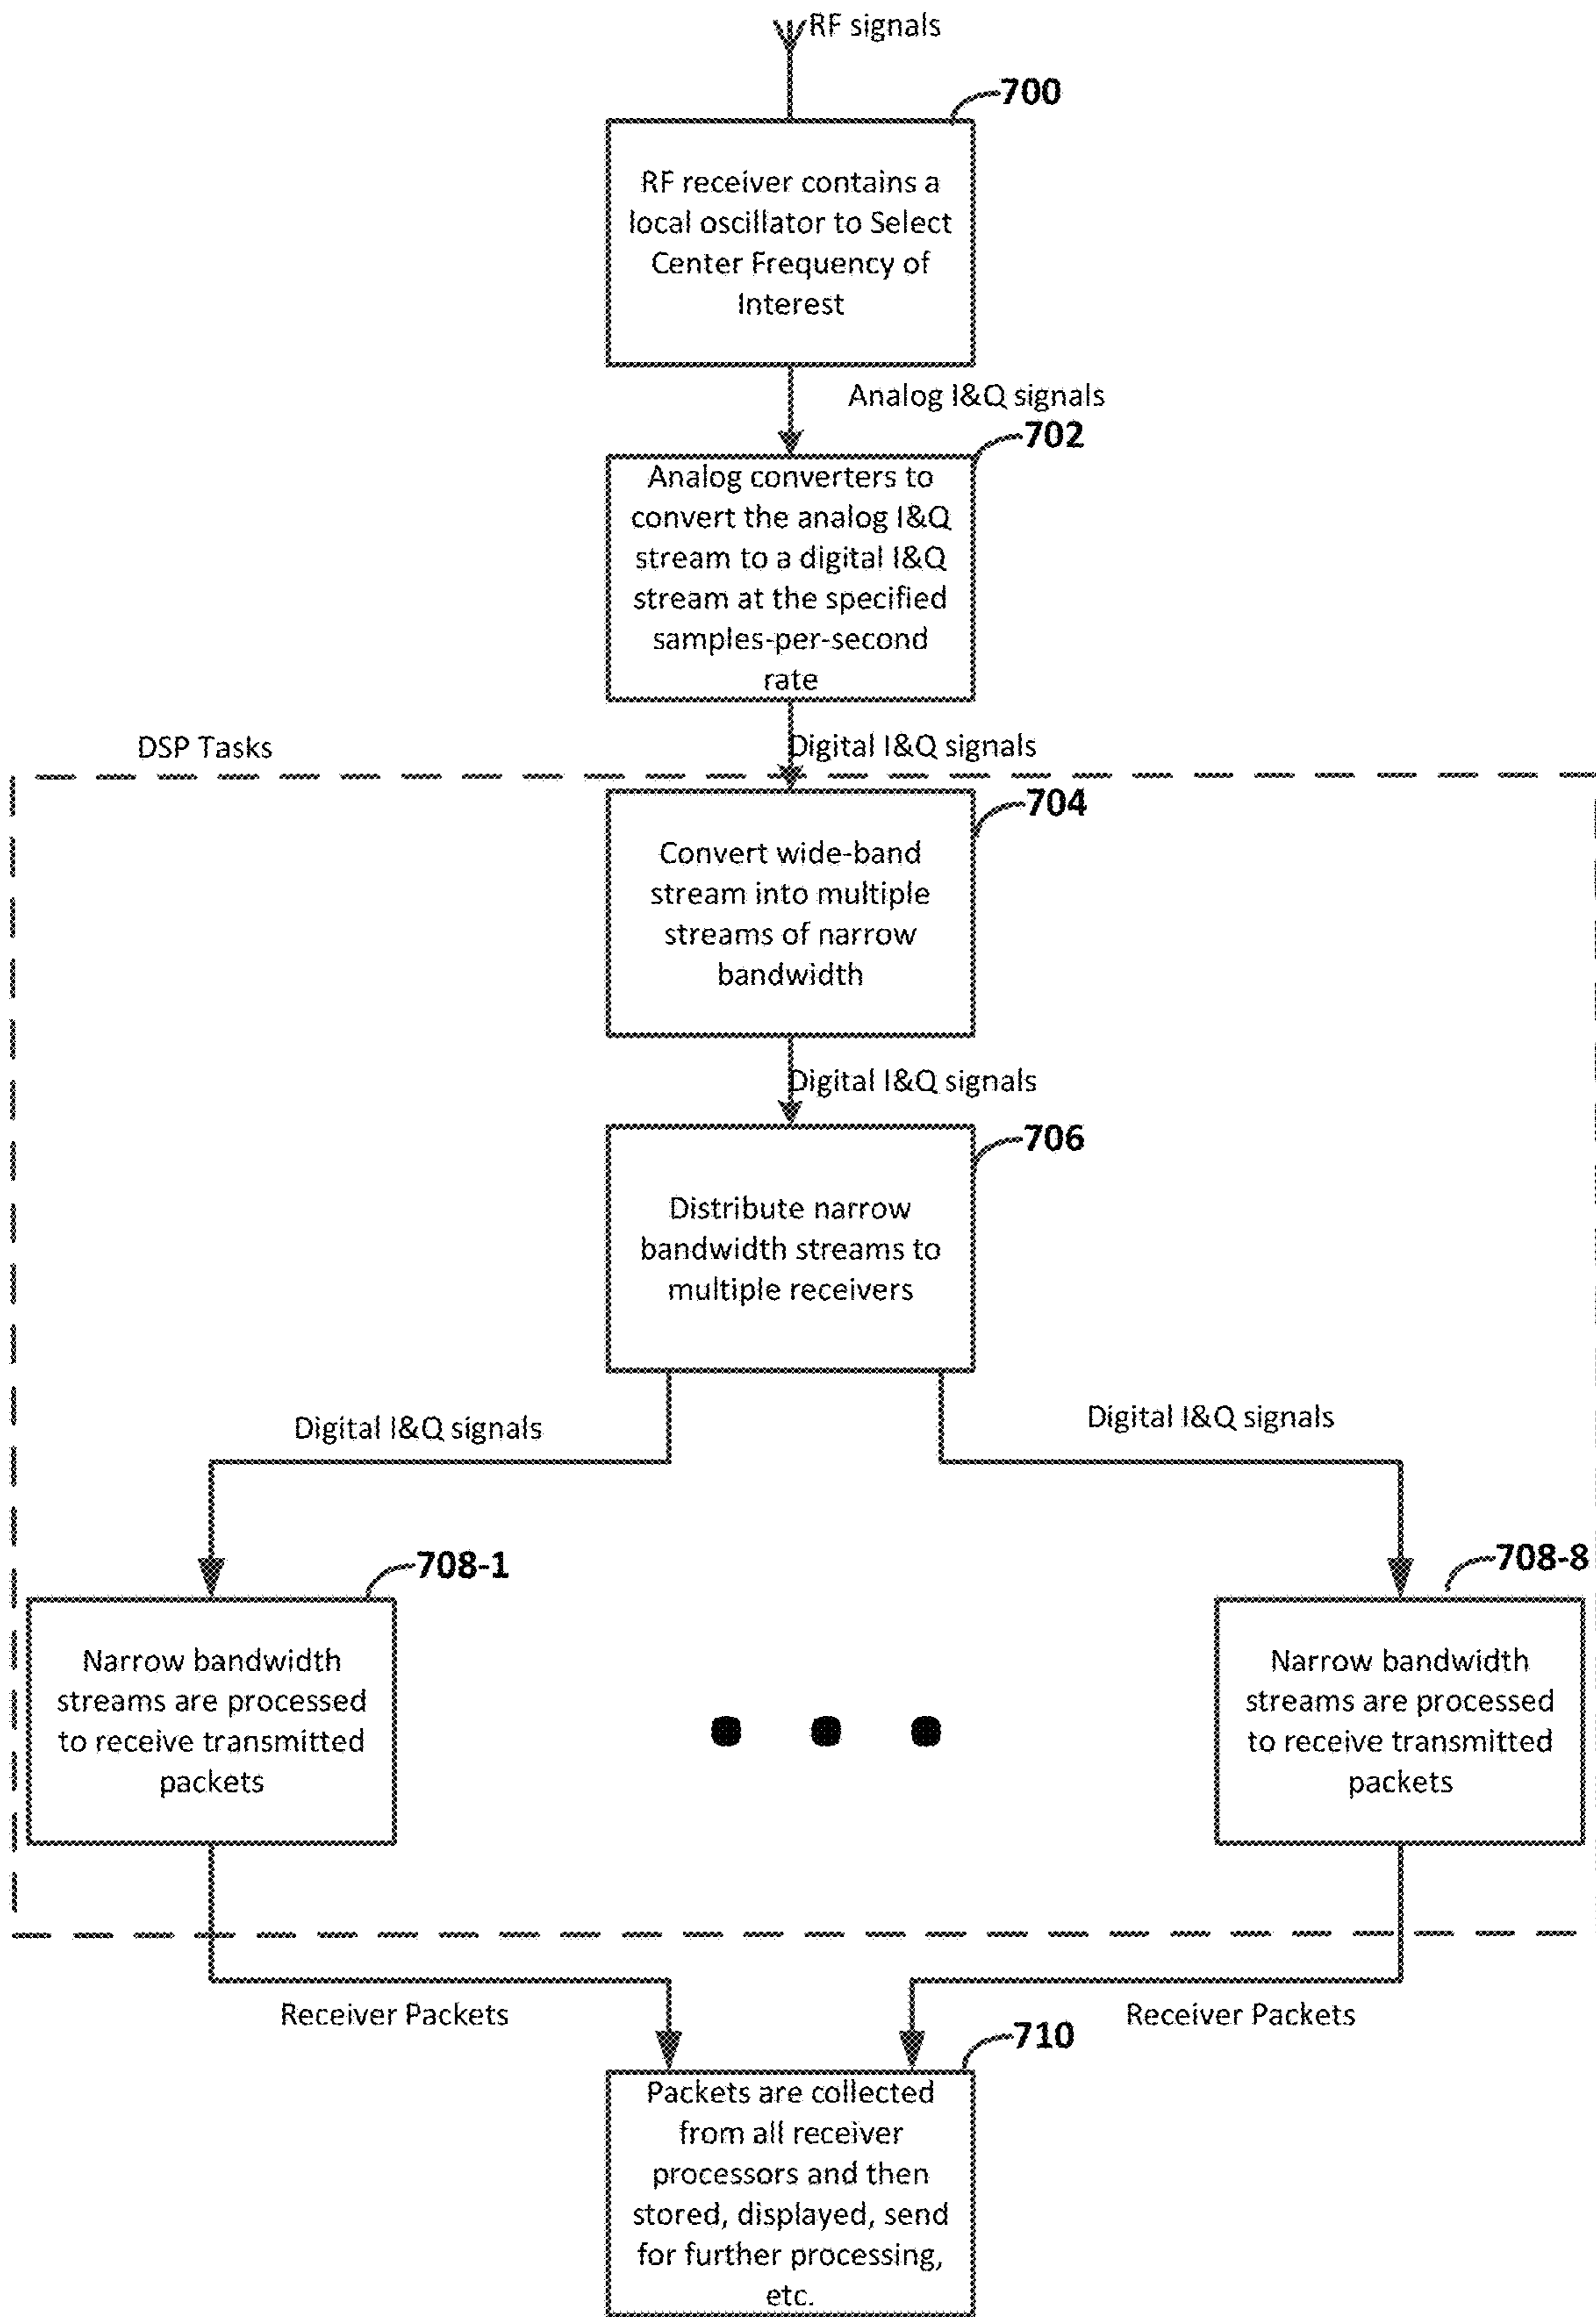 RF signals
700
RF receiver contains a
local oscillator to Select
Center Frequency of
Interest
Analog I&Q signals
702
Analog converters to
convert the analog I&Q
stream to a digital I&Q
stream at the specified
samples-per-second
rate
DSP Tasks
Digital I&Q signals
704
Convert wide-band
stream into multiple
streams of narrow
bandwidth
Digital I&Q signals
706
Distribute narrow
bandwidth streams to
multiple receivers
Digital I&Q signals
Digital I&Q signals
708-1
708-8
Narrow bandwidth
streams are processed
to receive transmitted
packets
Narrow bandwidth
streams are processed
to receive transmitted
packets
Receiver Packets
Receiver Packets
710
Packets are collected
from all receiver
processors and then
stored, displayed, send
for further processing,
etc.